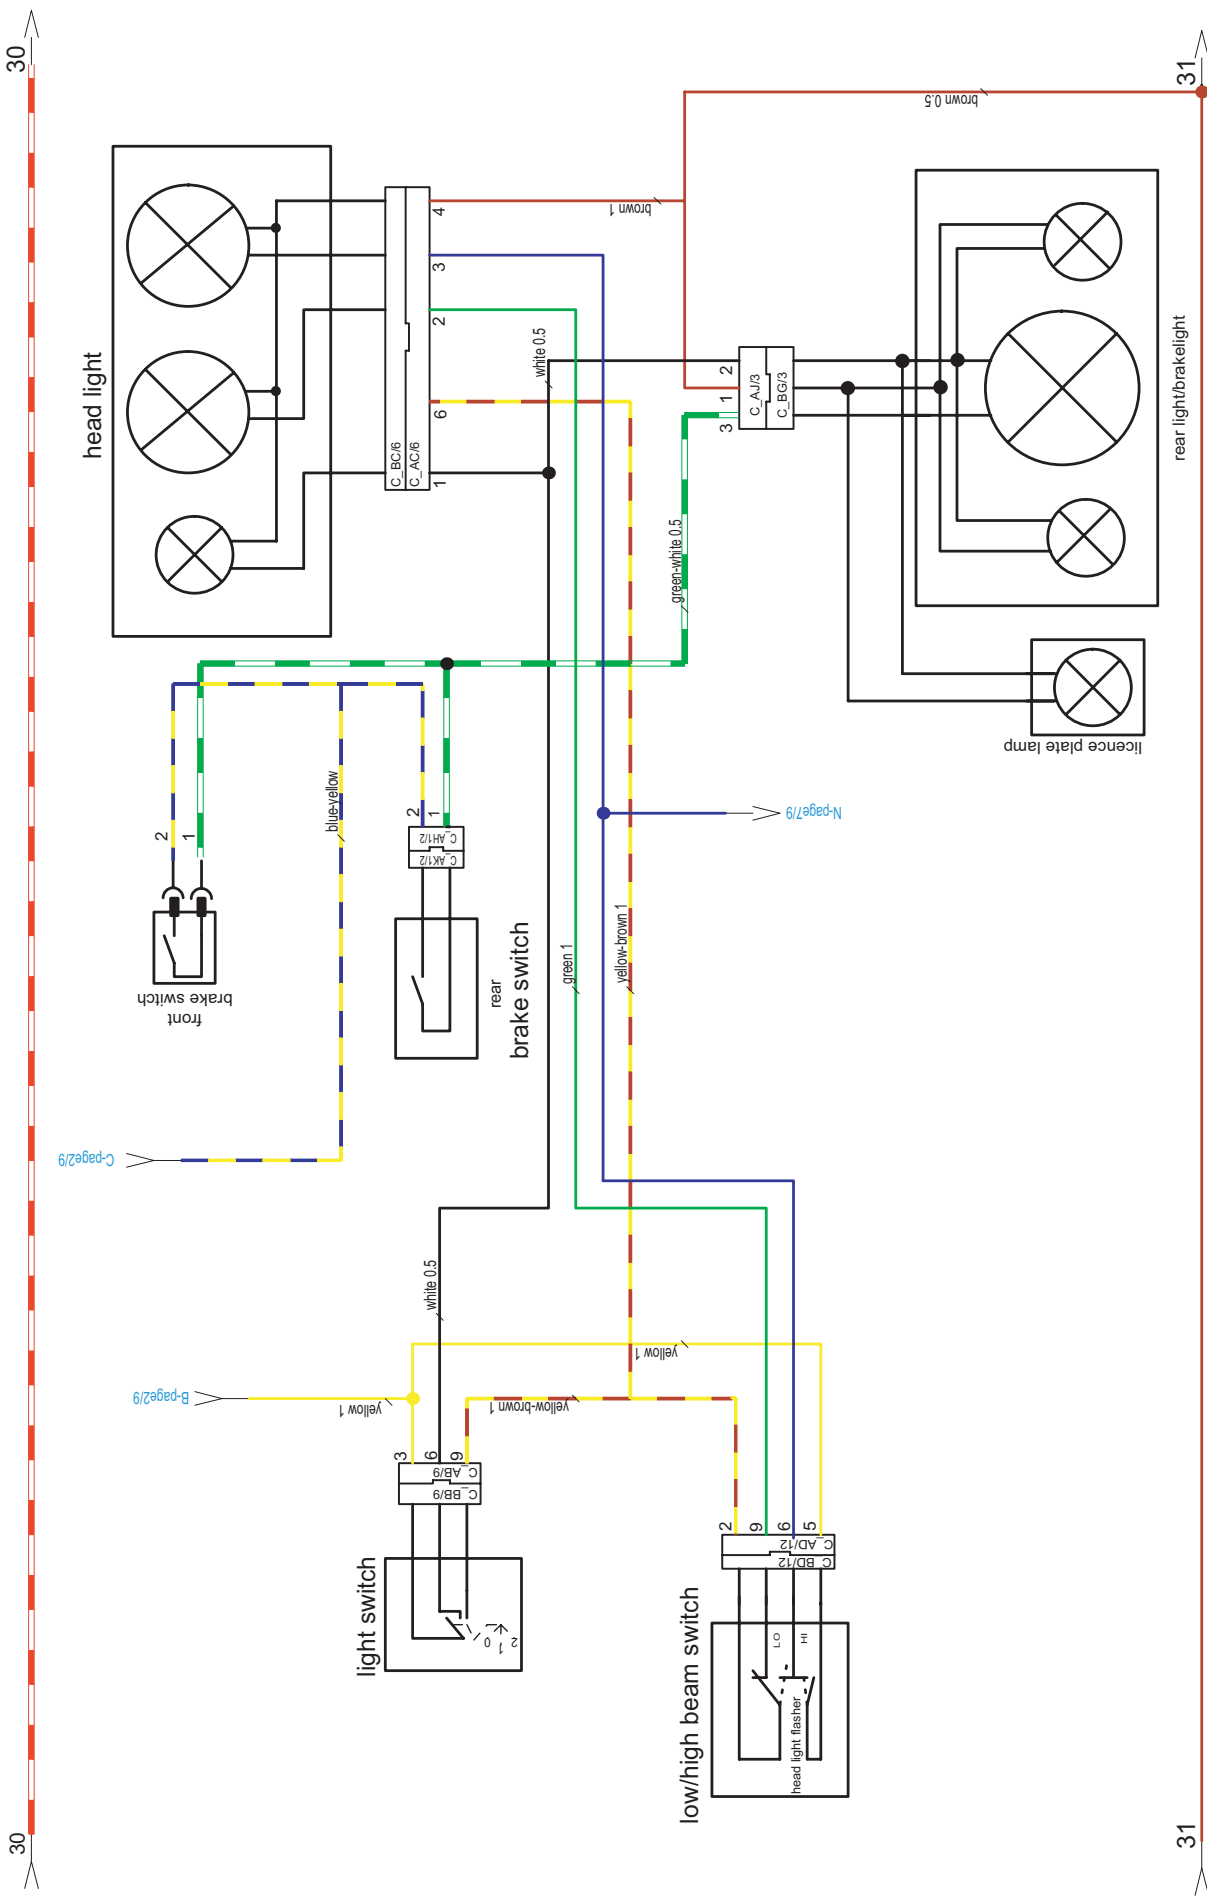 30
31
brown 0.5
head light
brown 1
4
3
2
6
1
C_BC/6
C_AC/6
white 0.5
2
1
3
C_AJ/3
C_BG/3
rear light/brakelight
green-white 0.5
licence plate lamp
blue-yellow
2
1
2
1
C_AH1/2
C_AK1/2
N-page7/9
front
brake switch
rear
brake switch
green 1
yellow-brown 1
C-page2/9
white 0.5
yellow 1
B-page2/9
yellow 1
yellow-brown 1
3
6
9
C_AB/9
C_BB/9
2
9
6
5
C_AD/12
C_BD/12
light switch
0
1
2
low/high beam switch
LO
HI
head light flasher
30
31